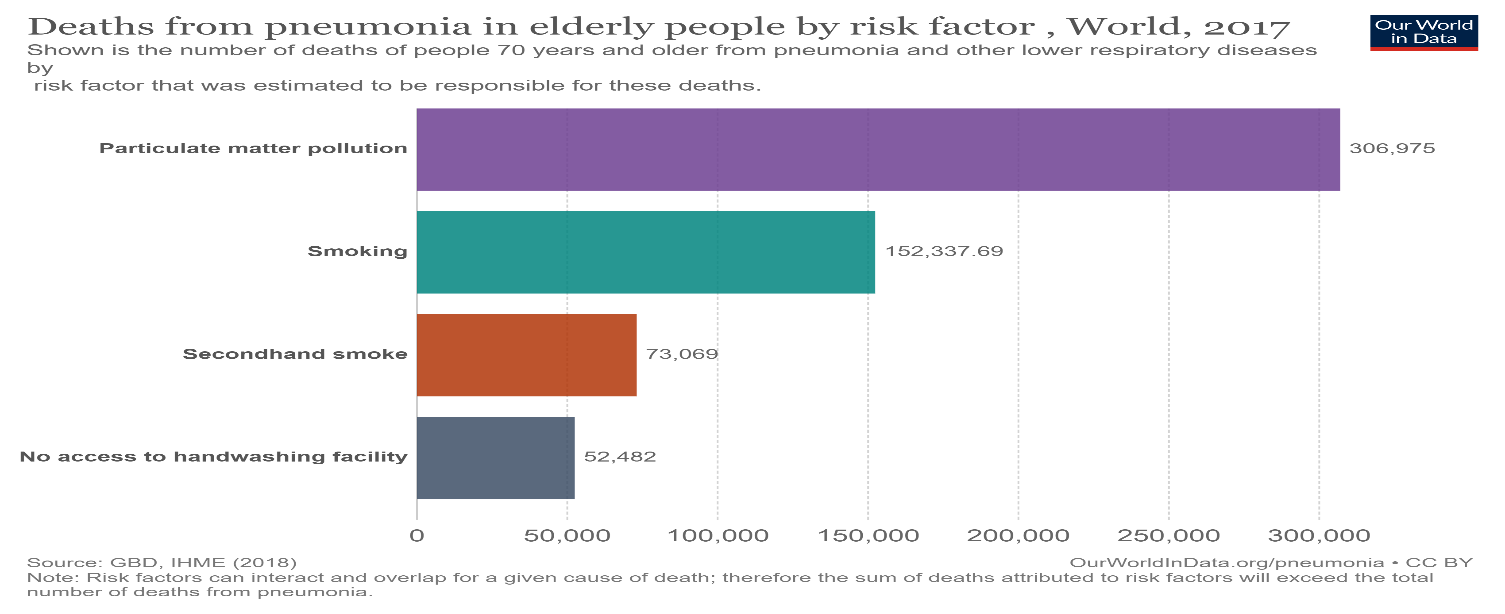 Deaths from pneumonia in elderly people by risk factor , World, 2017
Our World
in Data
Shown is the number of deaths of people 70 years and older from pneumonia and other lower respiratory diseases
by
risk factor that was estimated to be responsible for these deaths.
Particulate matter pollution 306,975
Smoking 152,337.69
Secondhand smoke 73,069
No access to handwashing facility 52,482
0 50,000 100,000 150,000 200,000 250,000 300,000
Source: GBD, IHME (2018) OurWorldInData.org/pneumonia • CC BY
Note: Risk factors can interact and overlap for a given cause of death; therefore the sum of deaths attributed to risk factors will exceed the total
number of deaths from pneumonia.